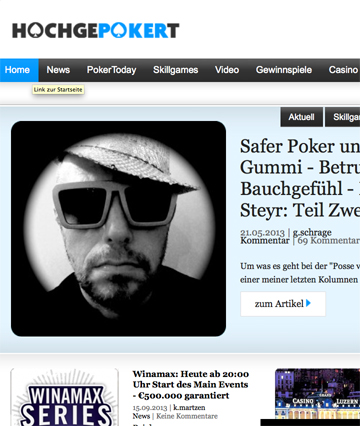 HOCHGEPOKERT
Home News PokerToday Skillgames Video Gewinnspiele Casino
Link zur Startseite
Aktuell Skillga
Safer Poker un
Gummi - Betru
Bauchgefühl -
Steyr: Teil Zwe
21.05.2013 | g.schrage
Kommentar | 69 Kommentar
Um was es geht bei der "Posse v
einer meiner letzten Kolumnen
zum Artikel
WINAMAX
SERIES
Winamax: Heute ab 20:00
Uhr Start des Main Events
- €500.000 garantiert
15.09.2013 | k.martzen
News | Keine Kommentare
CASINO LUZERN